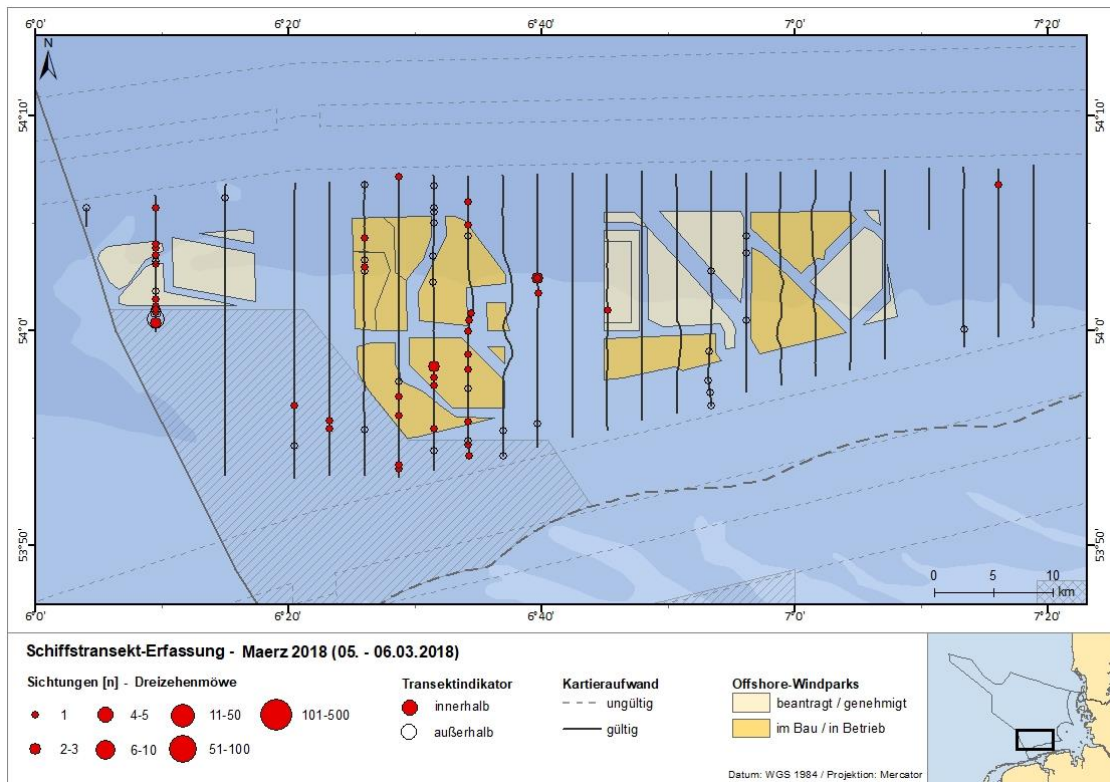 6°0' 6°20' 6°40' 7°0' 7°20'
N
54°10' 54°10'
54°0' 54°0'
53°50' 53°50'
0 5 10
km
6°0' 6°20' 6°40' 7°0' 7°20'
Schiffstransekt-Erfassung - Maerz 2018 (05. - 06.03.2018)
Sichtungen [n] - Dreizehenmöwe
1 4-5 11-50 101-500
2-3 6-10 51-100
Transektindikator
innerhalb
außerhalb
Kartieraufwand
ungültig
gültig
Offshore-Windparks
beantragt / genehmigt
im Bau / in Betrieb
Datum: WGS 1984 / Projektion: Mercator